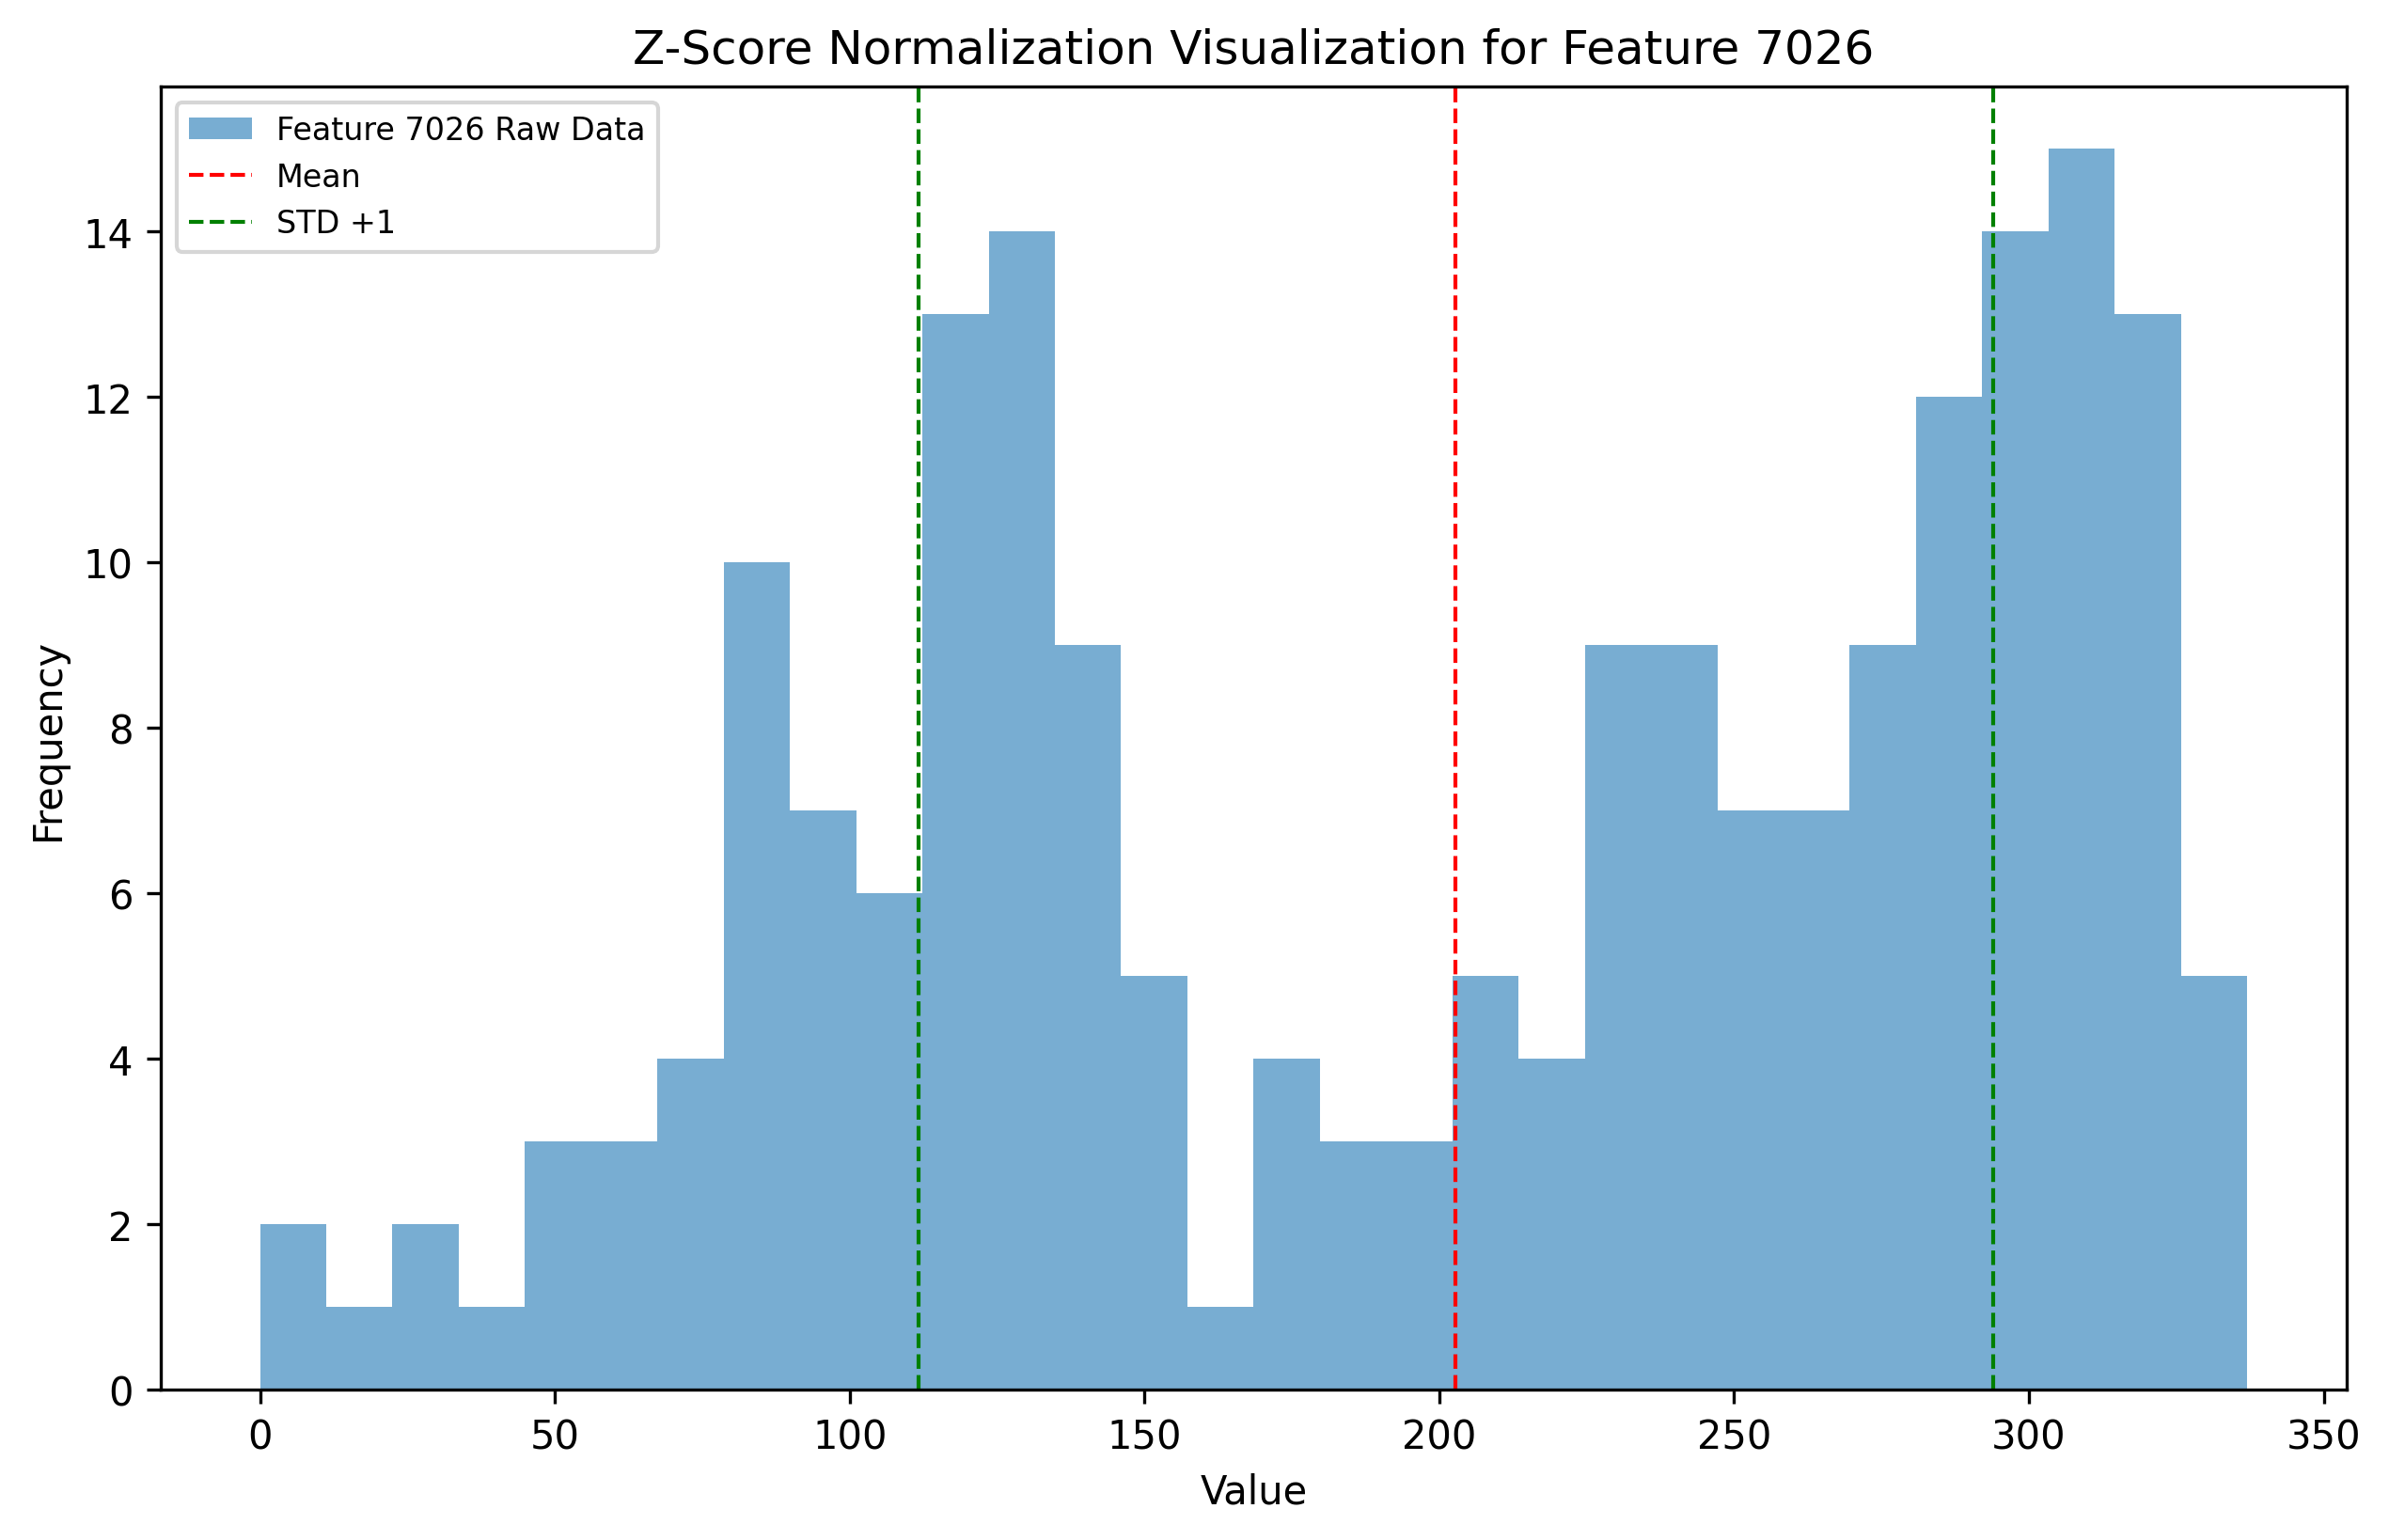 Z-Score Normalization Visualization for Feature 7026
Feature 7026 Raw Data
Mean
STD +1
14
12
10
8
6
4
2
0
Frequency
0 50 100 150 200 250 300 350
Value